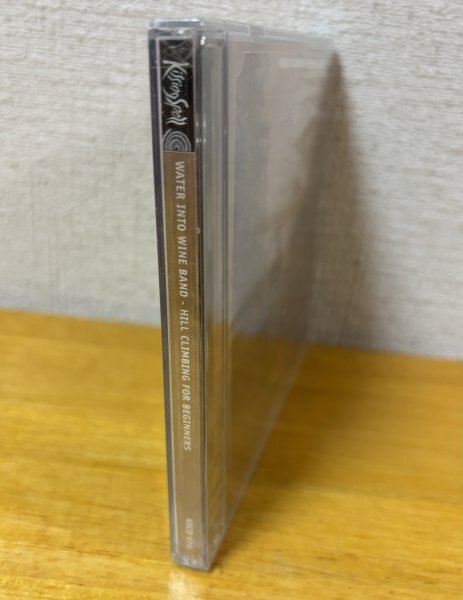 Kissing Spell
WATER INTO WINE BAND - HILL CLIMBING FOR BEGINNERS